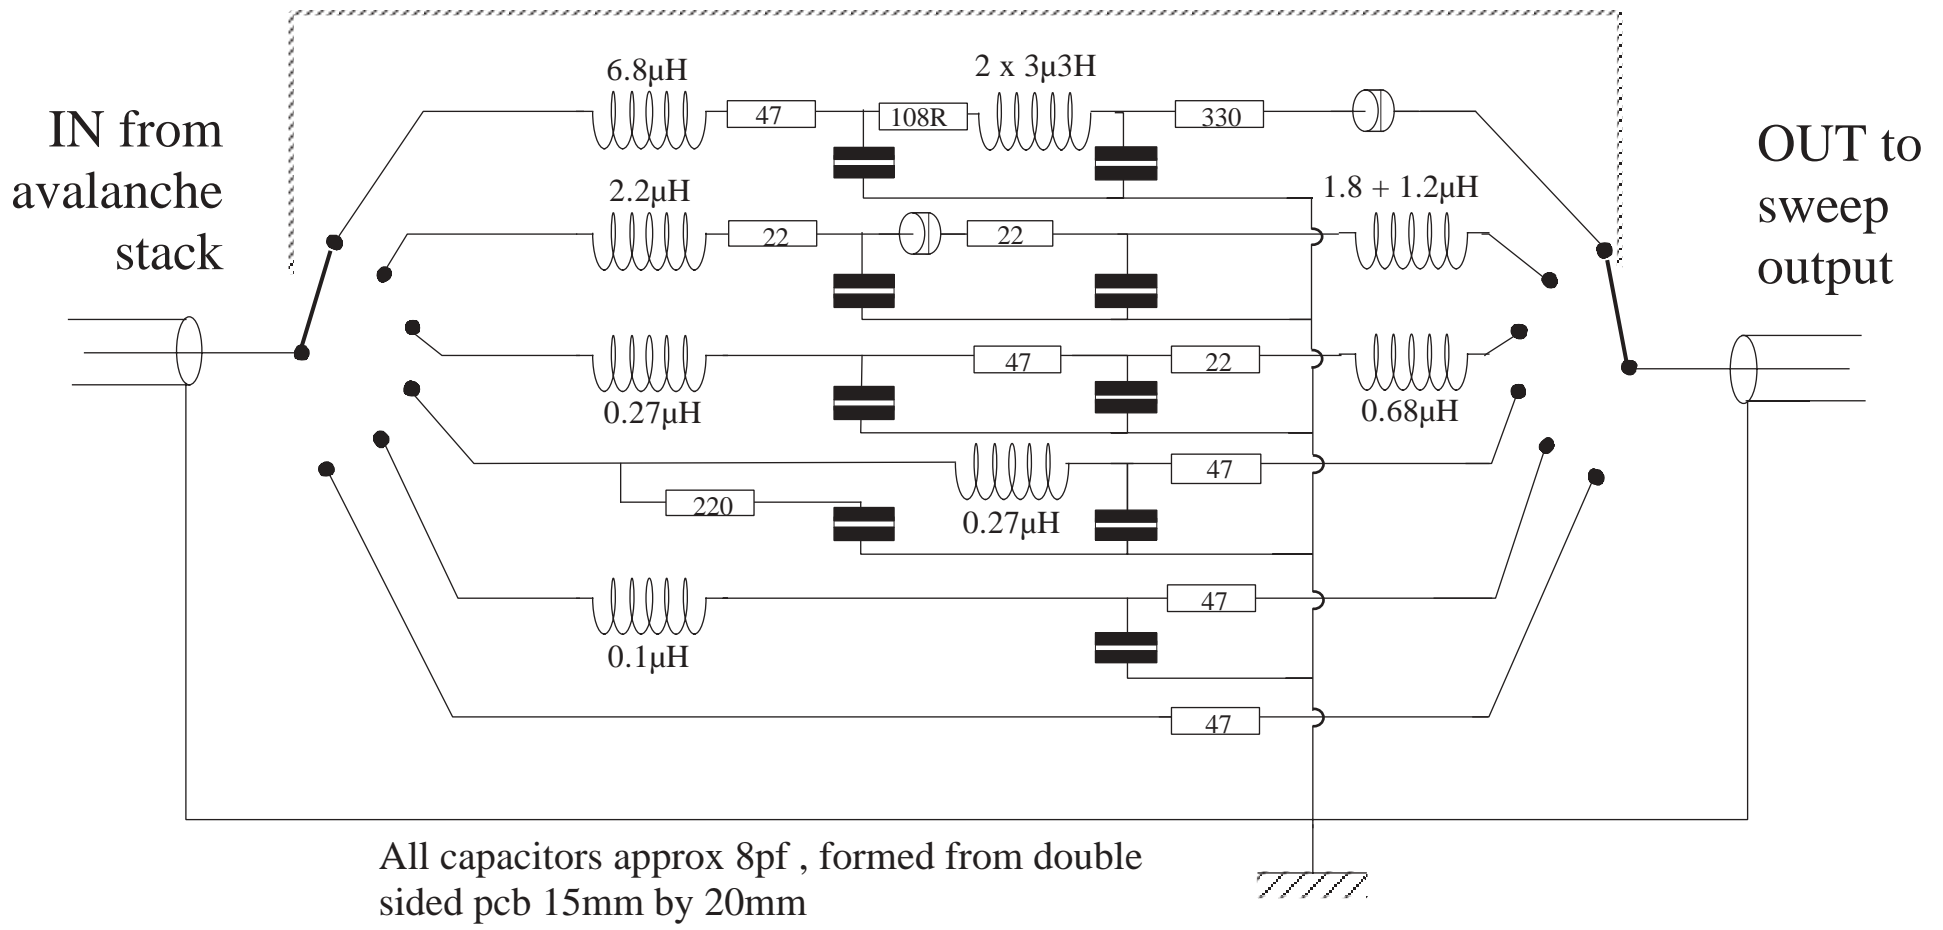 6.8µH
2 x 3µ3H
47
108R
330
IN from
avalanche
stack
OUT to
sweep
output
2.2µH
1.8 + 1.2µH
22
22
47
22
0.27µH
0.68µH
47
220
0.27µH
47
0.1µH
47
All capacitors approx 8pf , formed from double
sided pcb 15mm by 20mm